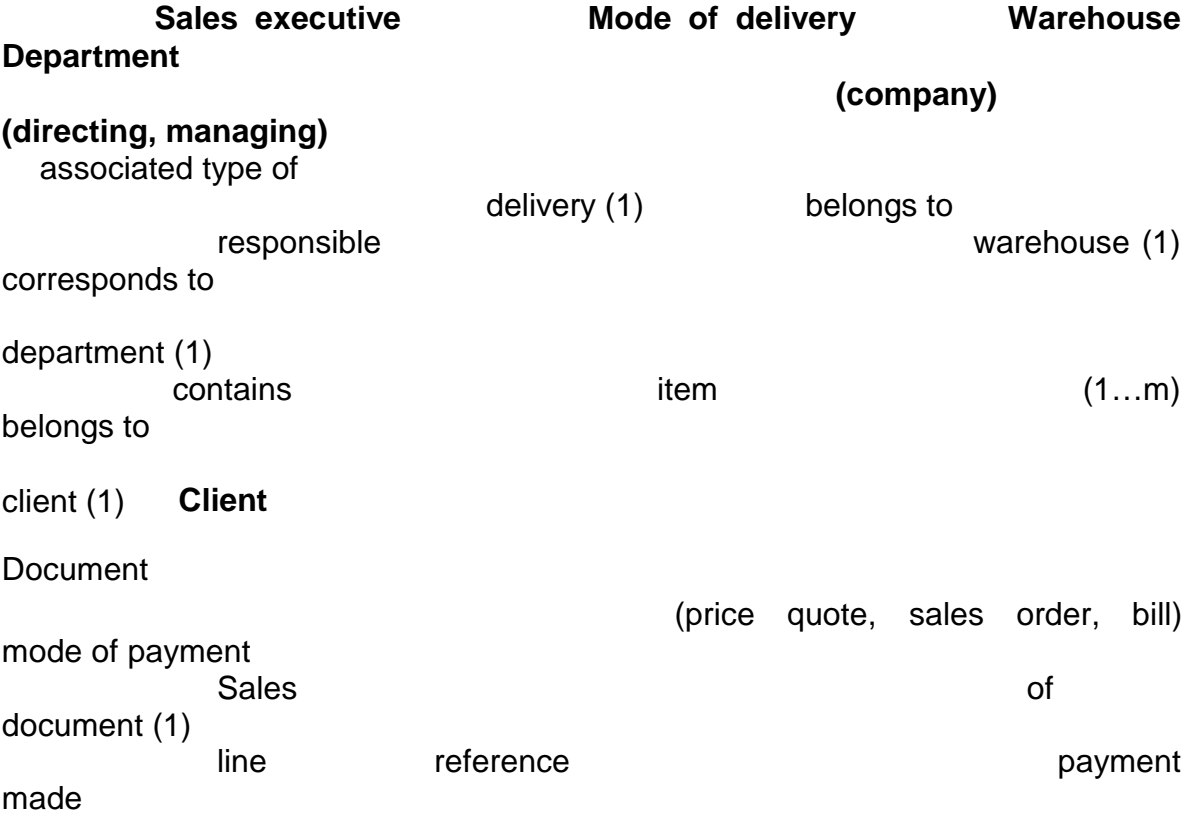 Sales executive Mode of delivery Warehouse
Department
(company)
(directing, managing)
associated type of
delivery (1) belongs to
responsible warehouse (1)
corresponds to
department (1)
contains item (1…m)
belongs to
client (1) Client
Document
(price quote, sales order, bill)
mode of payment
Sales of
document (1)
line reference payment
made